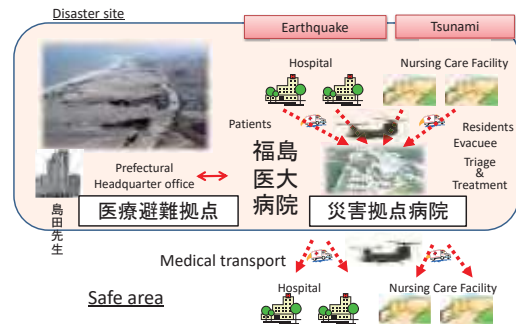 Disaster site
Earthquake
Tsunami
Hospital
Nursing Care Facility
Patients
Residents
Evacuee
Triage
&
Treatment
Prefectural
Headquarter office
福島
医大
病院
島田先生
医療避難拠点
災害拠点病院
Medical transport
Hospital
Nursing Care Facility
Safe area